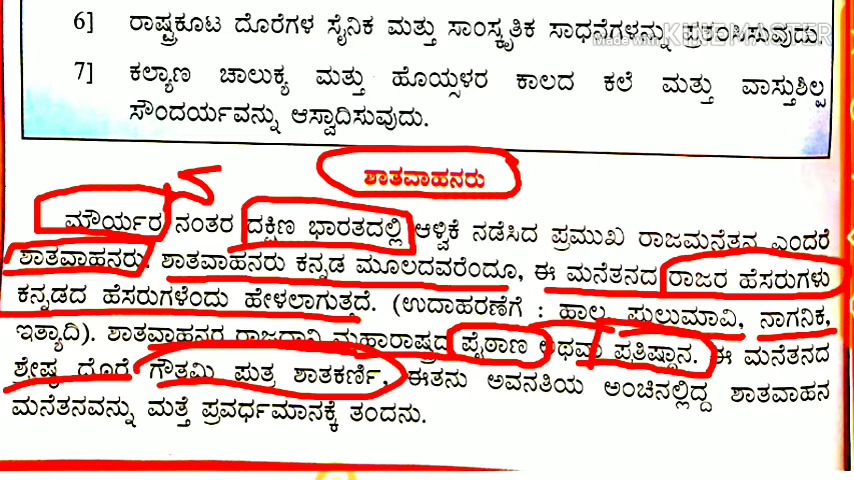 6] ರಾಷ್ಟ್ರಕೂಟ ದೊರೆಗಳ ಸೈನಿಕ ಮತ್ತು ಸಾಂಸ್ಕೃತಿಕ ಸಾಧನೆಗಳನ್ನು ಪ್ರಶಂಸಿಸುವುದು.
Made with KINEMASTER
7] ಕಲ್ಯಾಣ ಚಾಲುಕ್ಯ ಮತ್ತು ಹೊಯ್ಸಳರ ಕಾಲದ ಕಲೆ ಮತ್ತು ವಾಸ್ತುಶಿಲ್ಪ
ಸೌಂದರ್ಯವನ್ನು ಆಸ್ವಾದಿಸುವುದು.
ಶಾತವಾಹನರು
ಮೌರ್ಯರ ನಂತರ ದಕ್ಷಿಣ ಭಾರತದಲ್ಲಿ ಆಳ್ವಿಕೆ ನಡೆಸಿದ ಪ್ರಮುಖ ರಾಜಮನೆತನ ಎಂದರೆ
ಶಾತವಾಹನರು. ಶಾತವಾಹನರು ಕನ್ನಡ ಮೂಲದವರೆಂದೂ, ಈ ಮನೆತನದ ರಾಜರ ಹೆಸರುಗಳು
ಕನ್ನಡದ ಹೆಸರುಗಳೆಂದು ಹೇಳಲಾಗುತ್ತದೆ. (ಉದಾಹರಣೆಗೆ : ಹಾಲ, ಪುಲುಮಾವಿ, ನಾಗನಿಕ,
ಇತ್ಯಾದಿ). ಶಾತವಾಹನರ ರಾಜಧಾನಿ ಮಹಾರಾಷ್ಟ್ರದ ಪೈಠಾಣ ಅಥವಾ ಪ್ರತಿಷ್ಠಾನ. ಈ ಮನೆತನದ
ಶ್ರೇಷ್ಠ ದೊರೆ ಗೌತಮಿ ಪುತ್ರ ಶಾತಕರ್ಣಿ, ಈತನು ಅವನತಿಯ ಅಂಚಿನಲ್ಲಿದ್ದ ಶಾತವಾಹನ
ಮನೆತನವನ್ನು ಮತ್ತೆ ಪ್ರವರ್ಧಮಾನಕ್ಕೆ ತಂದನು.